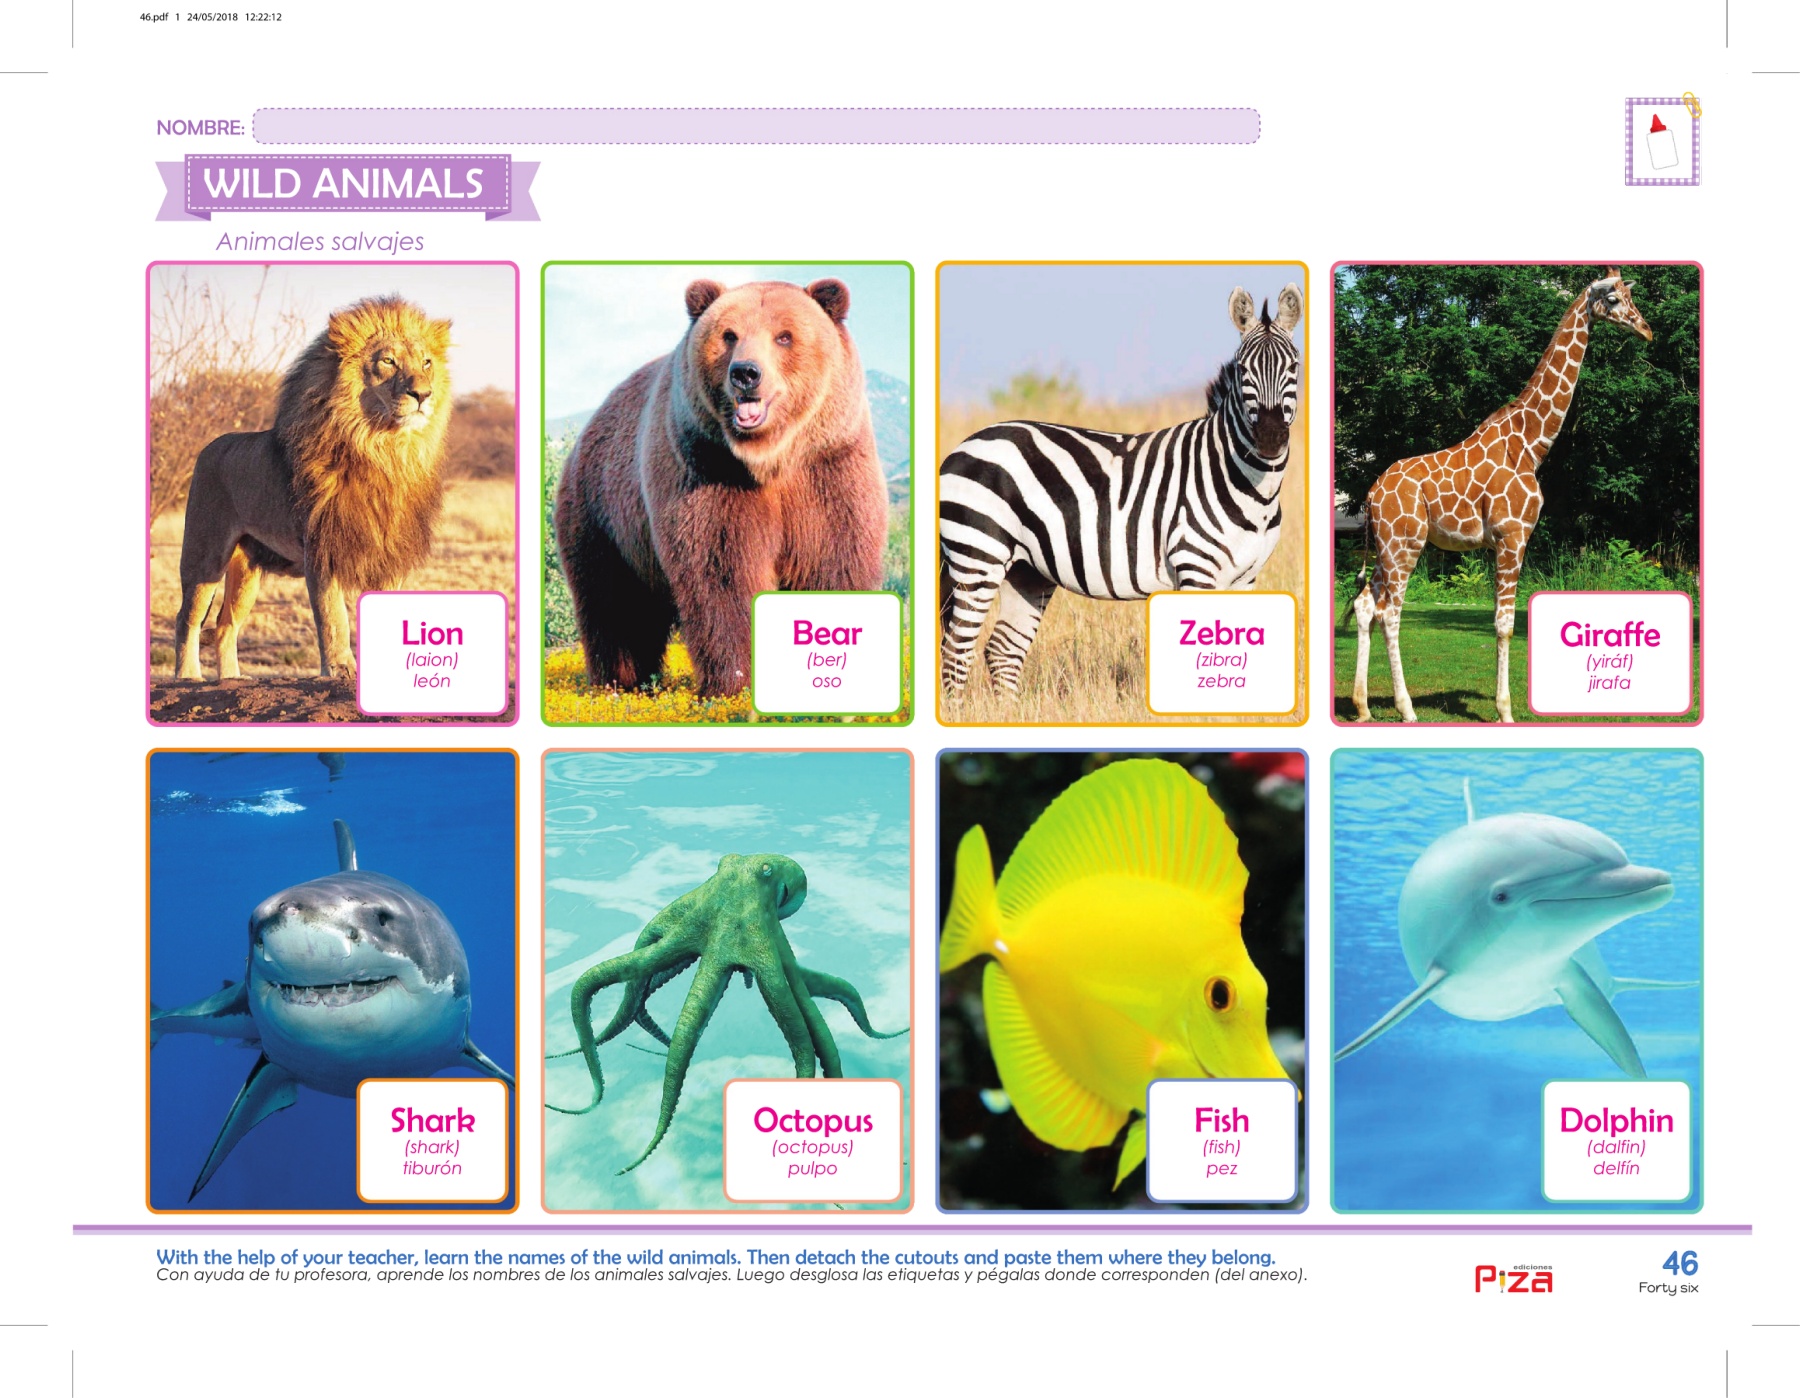 46.pdf 1 24/05/2018 12:22:12
NOMBRE:
WILD ANIMALS
Animales salvajes
Lion
(laion)
león
Bear
(ber)
oso
Zebra
(zibra)
zebra
Giraffe
(yiráf)
jirafa
Shark
(shark)
tiburón
Octopus
(octopus)
pulpo
Fish
(fish)
pez
Dolphin
(dalfin)
delfín
With the help of your teacher, learn the names of the wild animals. Then detach the cutouts and paste them where they belong.
Con ayuda de tu profesora, aprende los nombres de los animales salvajes. Luego desglosa las etiquetas y pégalas donde corresponden (del anexo).
ediciones
Piza
46
Forty six